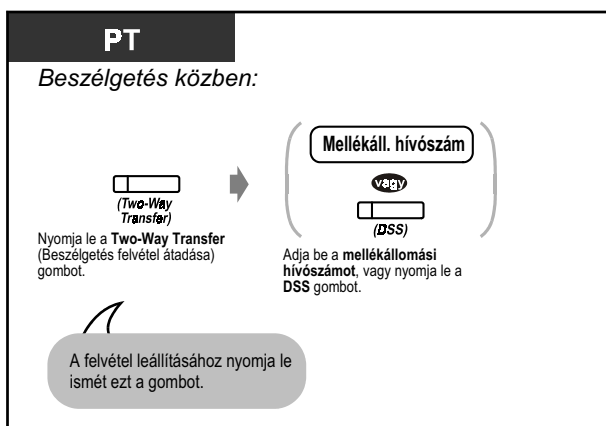 PT
Beszélgetés közben:
Mellékáll. hívószám
vagy
(Two-Way
Transfer)
(DSS)
Nyomja le a Two-Way Transfer
(Beszélgetés felvétel átadása)
gombot.
Adja be a mellékállomási
hívószámot, vagy nyomja le a
DSS gombot.
A felvétel leállításához nyomja le
ismét ezt a gombot.